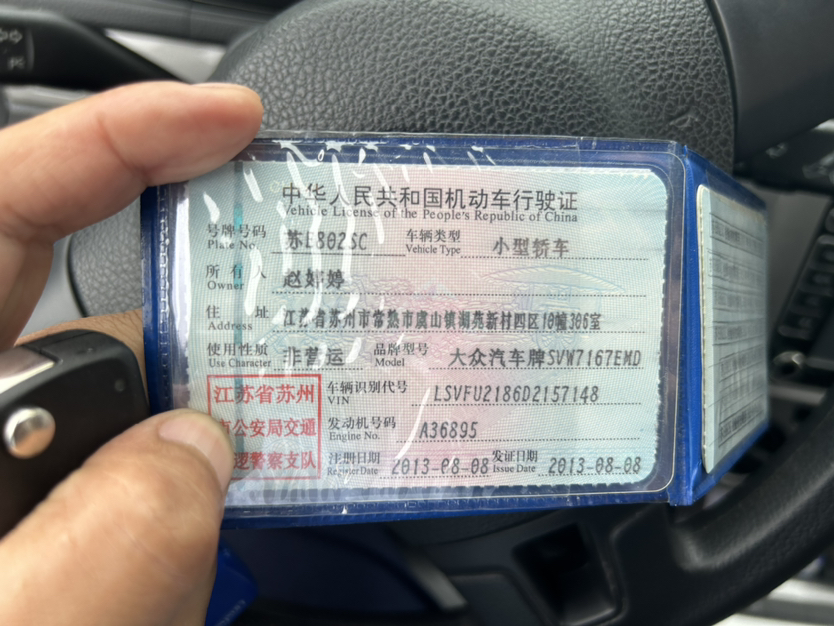 中华人民共和国机动车行驶证
Vehicle License of the People's Republic of China
号牌号码 苏E802SC 车辆类型 小型轿车
Plate No. Vehicle Type
所有人 赵婷婷
Owner
住址 江苏省苏州市常熟市虞山镇湖苑新村四区10幢306室
Address
使用性质 非营运 品牌型号 大众汽车牌SVW7167EMD
Use Character Model
江苏省苏州 车辆识别代号 LSVFU2186D2157148
VIN
公安局交通 发动机号码 A36895
Engine No.
警察支队 注册日期 2013-08-08 发证日期 2013-08-08
Register Date Issue Date